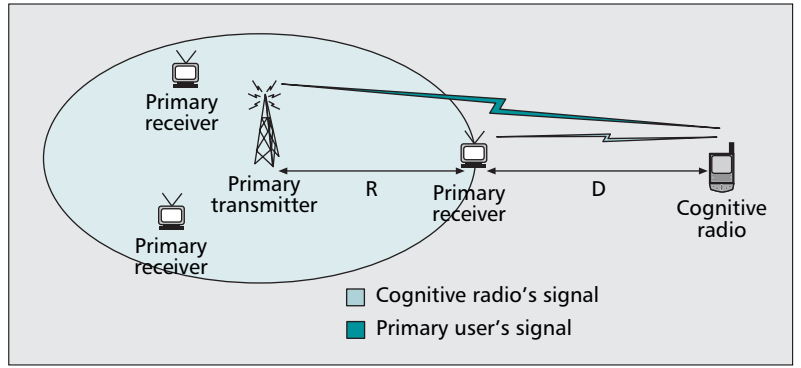 Primary
receiver
Primary
transmitter
R
Primary
receiver
D
Cognitive
radio
Primary
receiver
Cognitive radio's signal
Primary user's signal